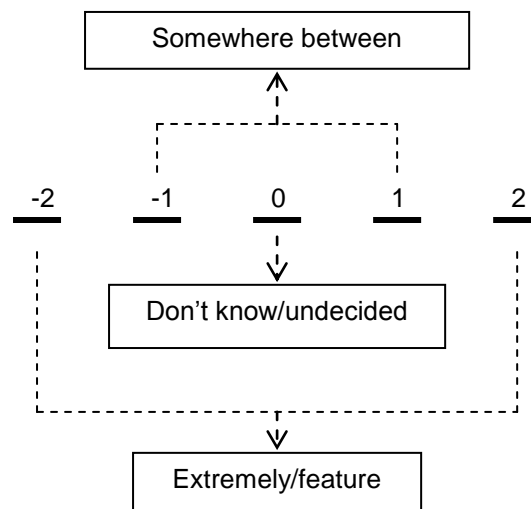 Somewhere between
-2 -1 0 1 2
Don't know/undecided
Extremely/feature